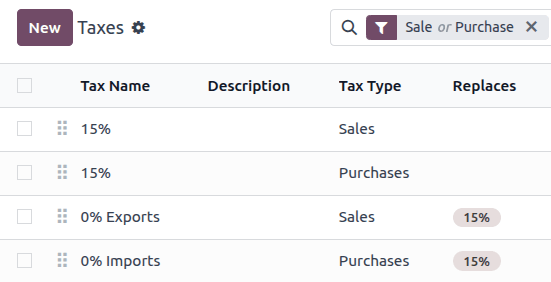 New Taxes Sale or Purchase
Tax Name Description Tax Type Replaces
15% Sales
15% Purchases
0% Exports Sales 15%
0% Imports Purchases 15%